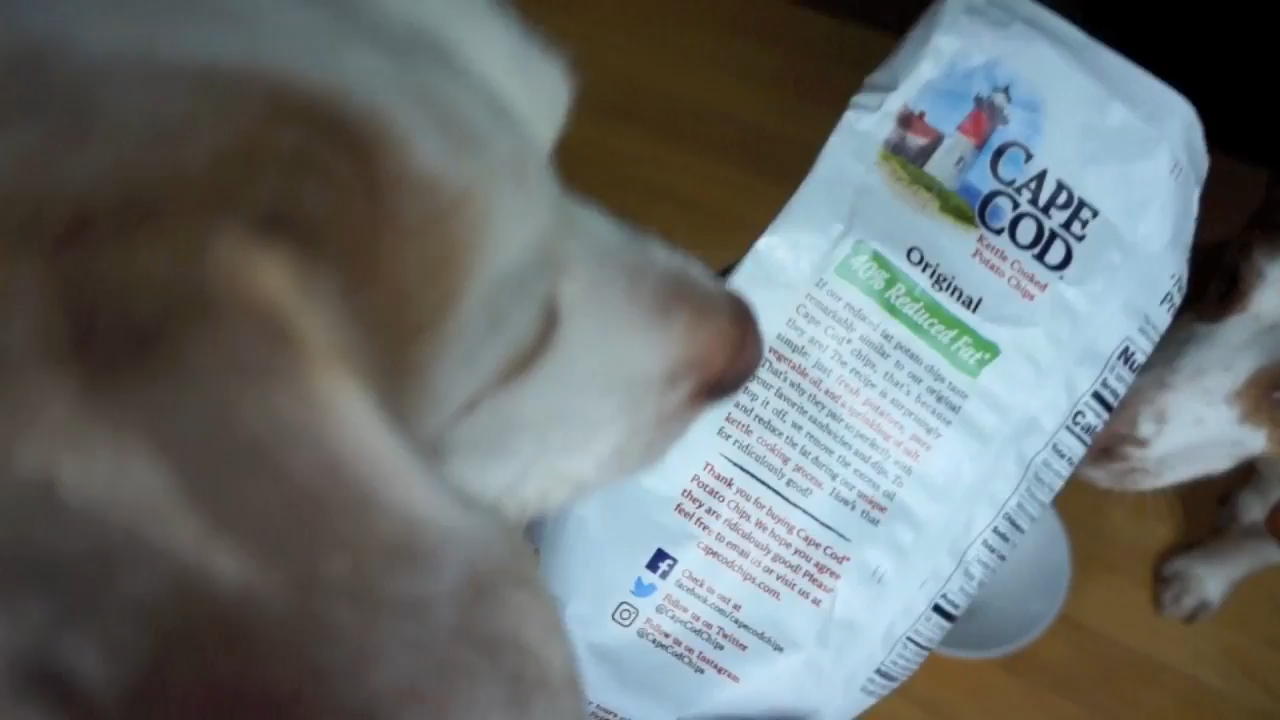 CAPE
COD
Kettle Cooked
Potato Chips
Original
40% Reduced Fat*
If our reduced fat potato chips taste
remarkably similar to our original
Cape Cod® chips, that's because
they are! The recipe is surprisingly
simple: just fresh potatoes, pure
vegetable oil, and a sprinkling of salt.
That's why they pair so perfectly with
your favorite sandwiches and dips. To
top it off, we remove the excess oil
and reduce the fat during our unique
kettle cooking process. How's that
for ridiculously good?
Thank you for buying Cape Cod®
Potato Chips. We hope you agree
they are ridiculously good! Please
feel free to email us or visit us at
capecodchips.com.
Check us out at
facebook.com/capecodchips
Follow us on Twitter
@CapeCodChips
Follow us on Instagram
@CapeCodChips
Nu
Cal